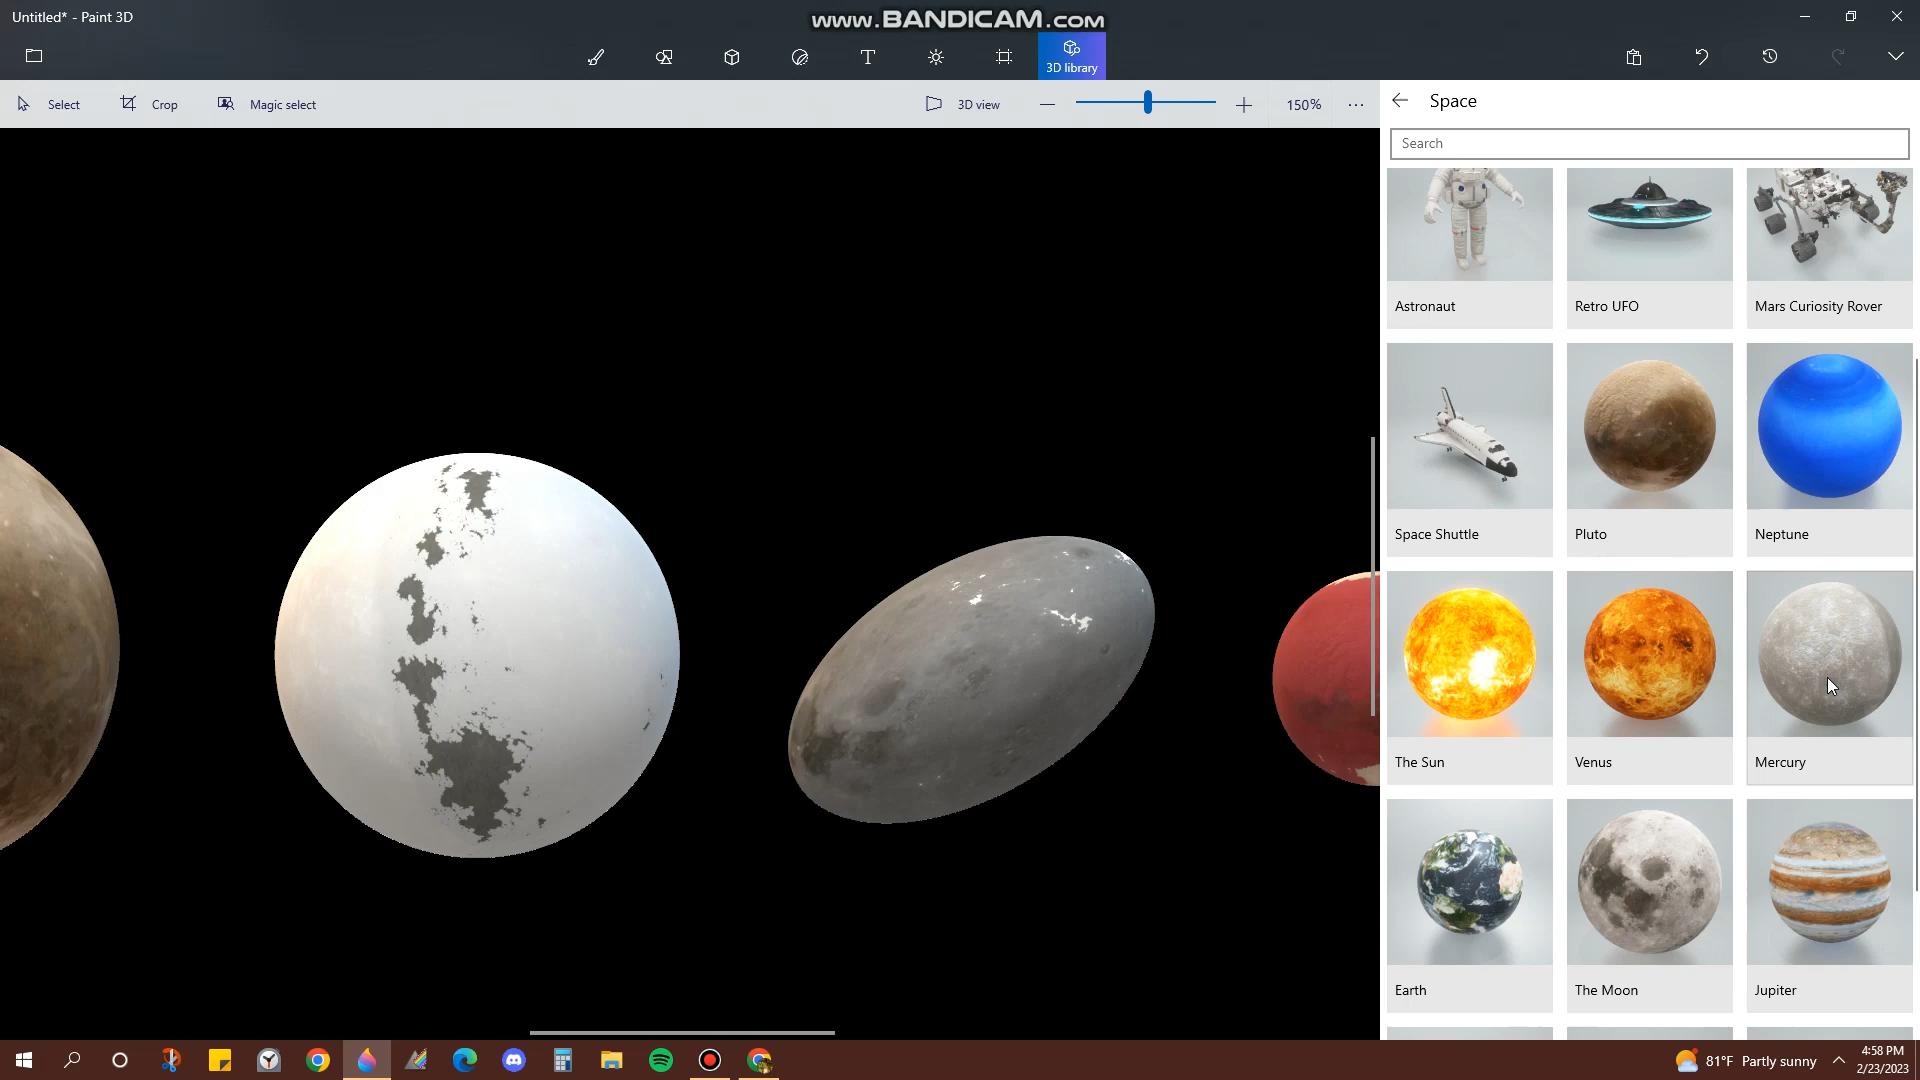 Untitled* - Paint 3D
www.BANDICAM.com
3D library
Select
Crop
Magic select
3D view
150%
Space
Search
Astronaut
Retro UFO
Mars Curiosity Rover
Space Shuttle
Pluto
Neptune
The Sun
Venus
Mercury
Earth
The Moon
Jupiter
81°F Partly sunny
4:58 PM
2/23/2023